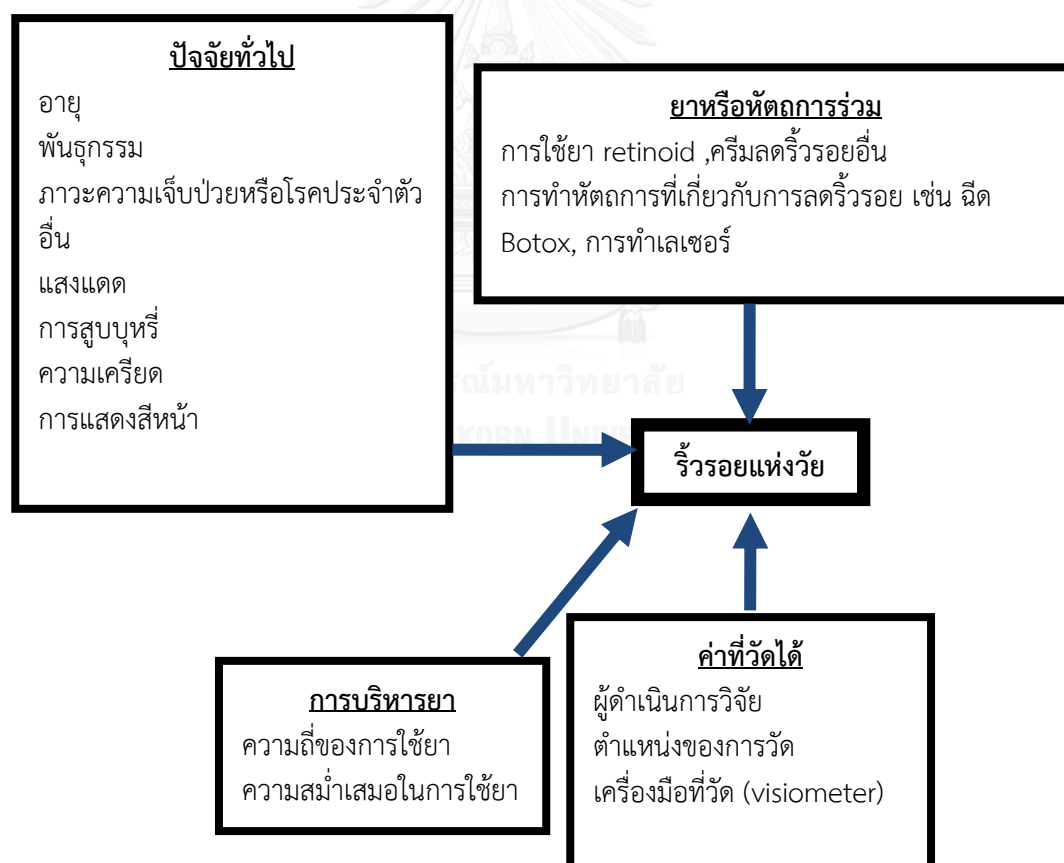 ปัจจัยทั่วไป
อายุ
พันธุกรรม
ภาวะความเจ็บป่วยหรือโรคประจำตัว
อื่น
แสงแดด
การสูบบุหรี่
ความเครียด
การแสดงสีหน้า
ยาหรือหัตถการร่วม
การใช้ยา retinoid ,ครีมลดริ้วรอยอื่น
การทำหัตถการที่เกี่ยวกับการลดริ้วรอย เช่น ฉีด
Botox, การทำเลเซอร์
ริ้วรอยแห่งวัย
การบริหารยา
ความถี่ของการใช้ยา
ความสม่ำเสมอในการใช้ยา
ค่าที่วัดได้
ผู้ดำเนินการวิจัย
ตำแหน่งของการวัด
เครื่องมือที่วัด (visiometer)